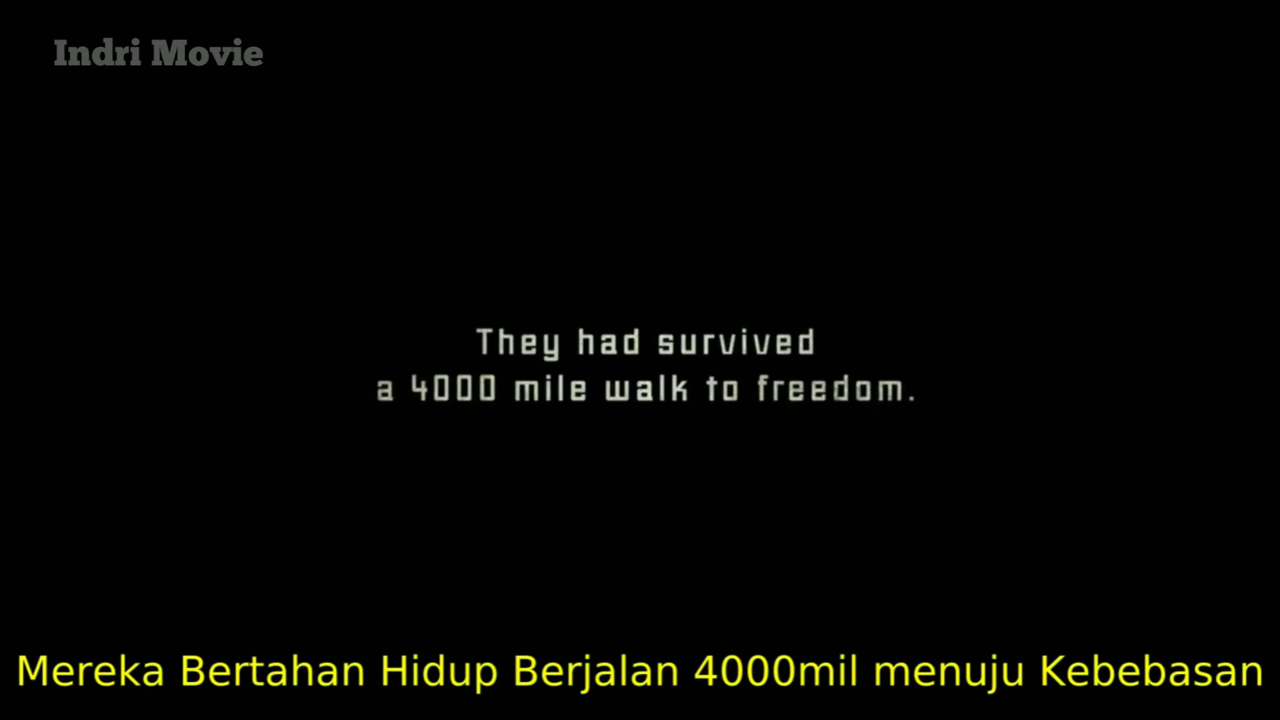 Indri Movie
They had survived
a 4000 mile walk to freedom.
Mereka Bertahan Hidup Berjalan 4000mil menuju Kebebasan